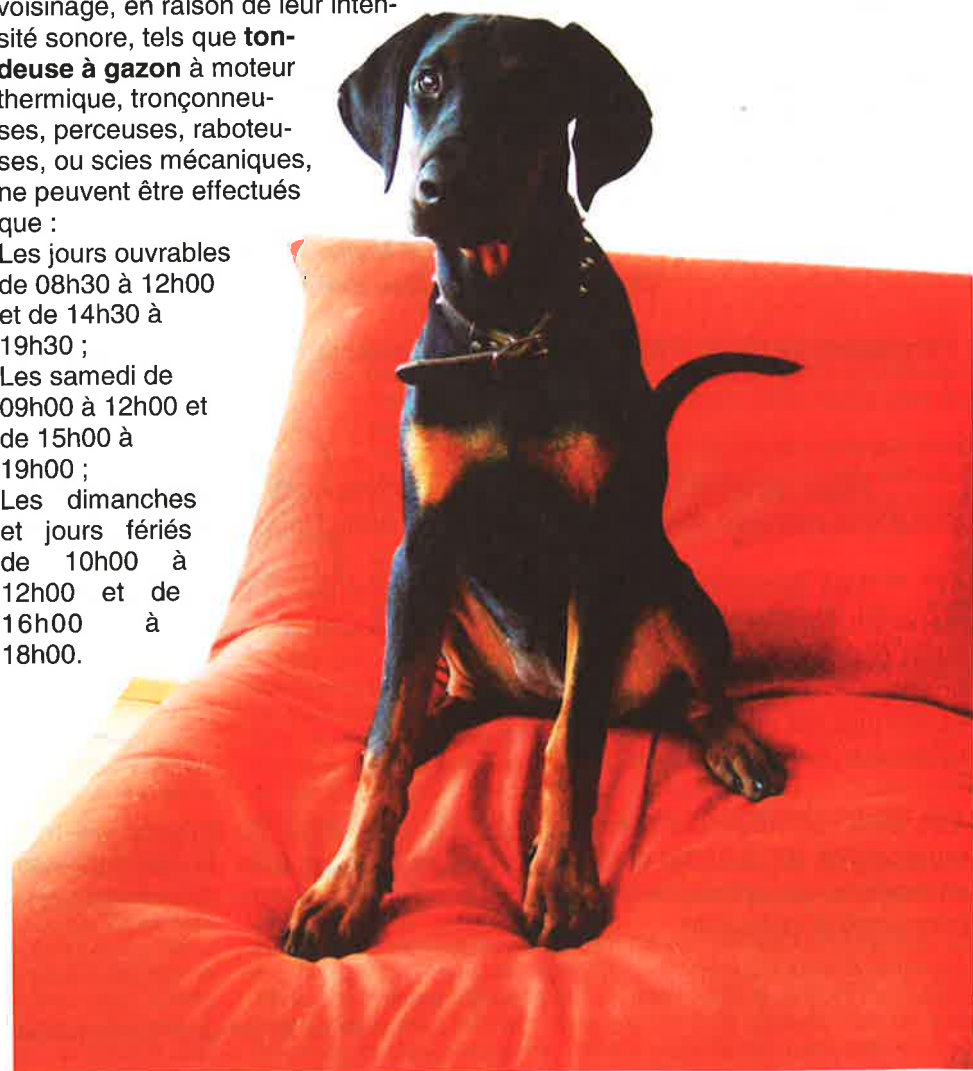 voisinage, en raison de leur inten-
sité sonore, tels que ton-
deuse à gazon à moteur
thermique, tronçonneu-
ses, perceuses, raboteu-
ses, ou scies mécaniques,
ne peuvent être effectués
que :
Les jours ouvrables
de 08h30 à 12h00
et de 14h30 à
19h30 ;
Les samedi de
09h00 à 12h00 et
de 15h00 à
19h00 ;
Les dimanches
et jours fériés
de 10h00 à
12h00 et de
16h00 à
18h00.